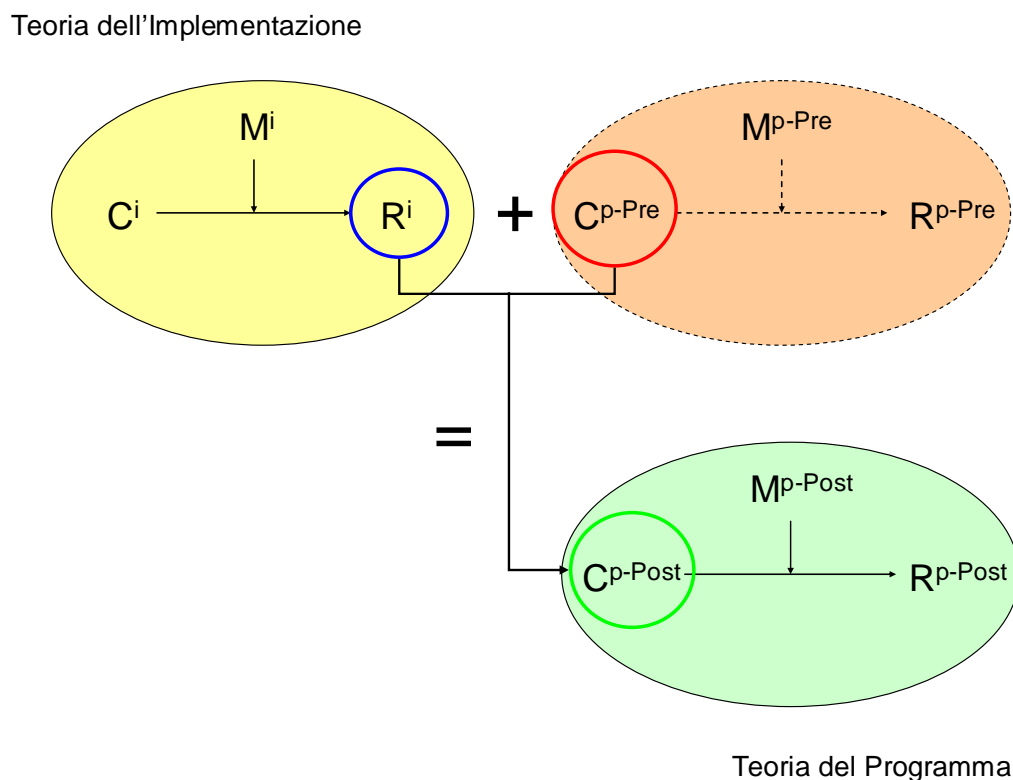 Teoria dell’Implementazione
Mⁱ
Mᵖ⁻ᴾʳᵉ
Cⁱ
Rⁱ
+
Cᵖ⁻ᴾʳᵉ
Rᵖ⁻ᴾʳᵉ
=
Mᵖ⁻ᴾᵒˢᵗ
Cᵖ⁻ᴾᵒˢᵗ
Rᵖ⁻ᴾᵒˢᵗ
Teoria del Programma